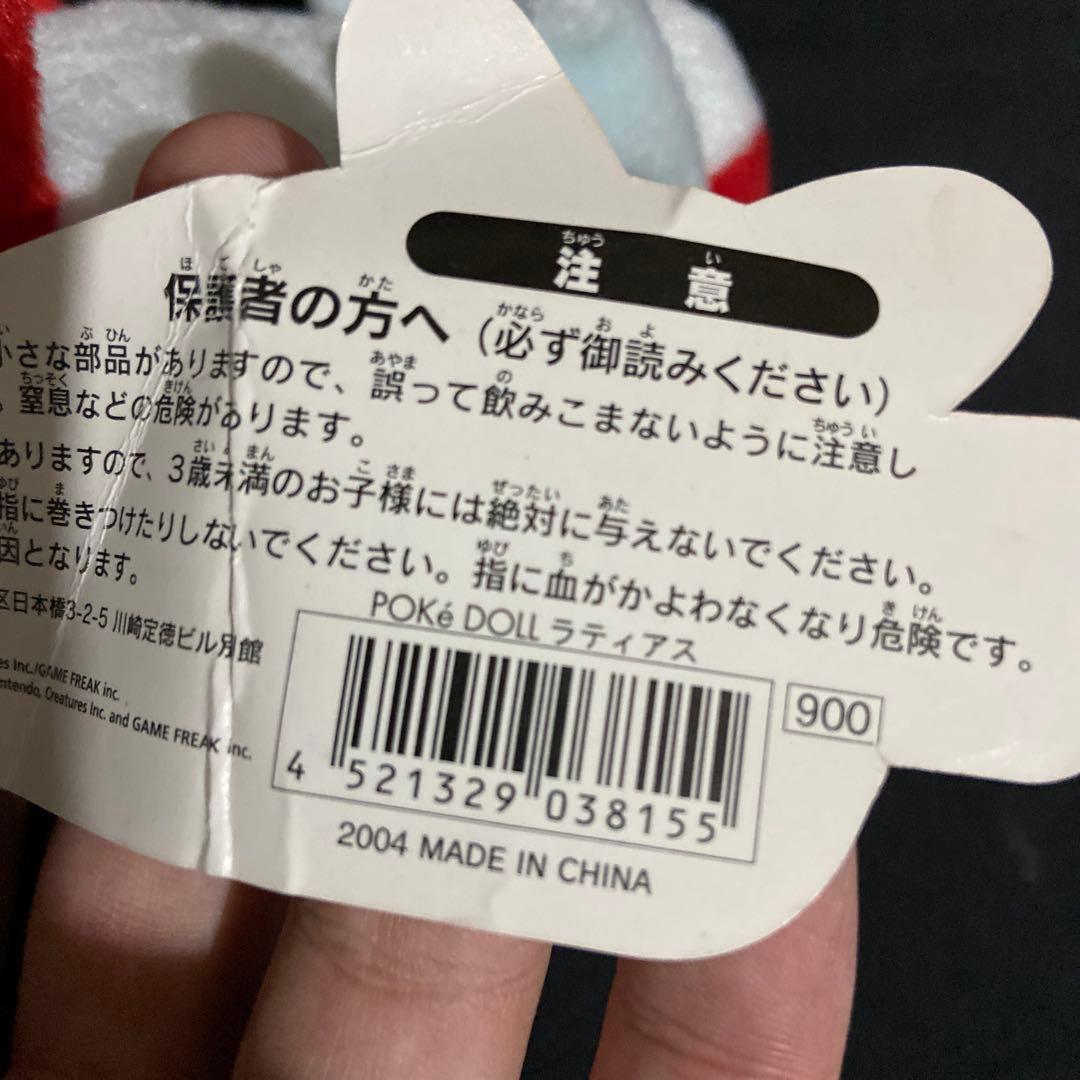 注意
保護者の方へ（必ず御読みください）
小さな部品がありますので、誤って飲みこまないように注意し
。窒息などの危険があります。
ありますので、3歳未満のお子様には絶対に与えないでください。
指に巻きつけたりしないでください。指に血がかよわなくなり危険です。
因となります。
区日本橋3-2-5 川崎定徳ビル別館
es Inc./GAME FREAK inc.
ntendo, Creatures Inc. and GAME FREAK inc.
POKé DOLL ラティアス
900
4 521329 038155
2004 MADE IN CHINA